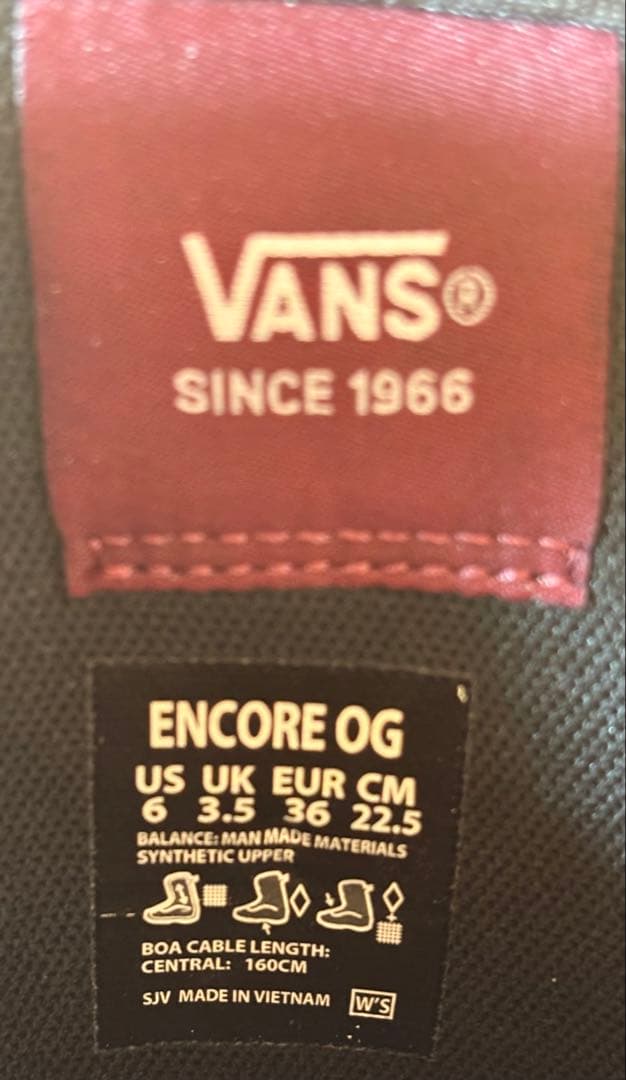 VANS®
SINCE 1966
ENCORE OG
US UK EUR CM
6 3.5 36 22.5
BALANCE: MAN MADE MATERIALS
SYNTHETIC UPPER
BOA CABLE LENGTH:
CENTRAL: 160CM
SJV MADE IN VIETNAM W'S